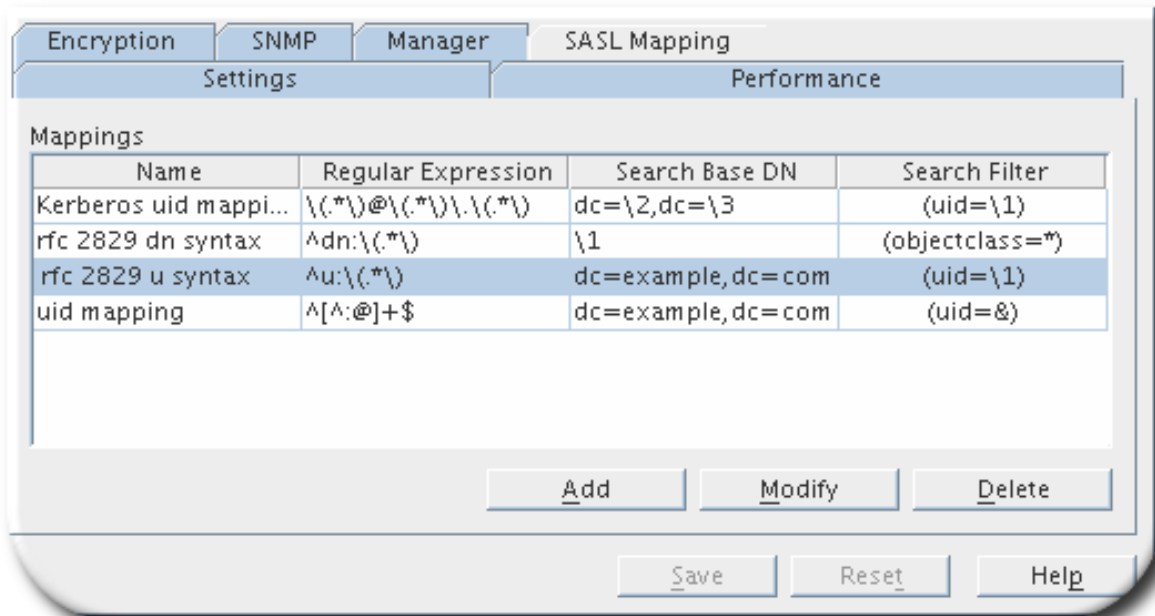 Encryption SNMP Manager SASL Mapping
Settings Performance
Mappings
Name Regular Expression Search Base DN Search Filter
Kerberos uid mappi... \(.*\)@\(.*\)\.\(.*\) dc=\2,dc=\3 (uid=\1)
rfc 2829 dn syntax ^dn:\(.*\) \1 (objectclass=*)
rfc 2829 u syntax ^u:\(.*\) dc=example,dc=com (uid=\1)
uid mapping ^[^:@]+$ dc=example,dc=com (uid=&)
Add Modify Delete
Save Reset Help